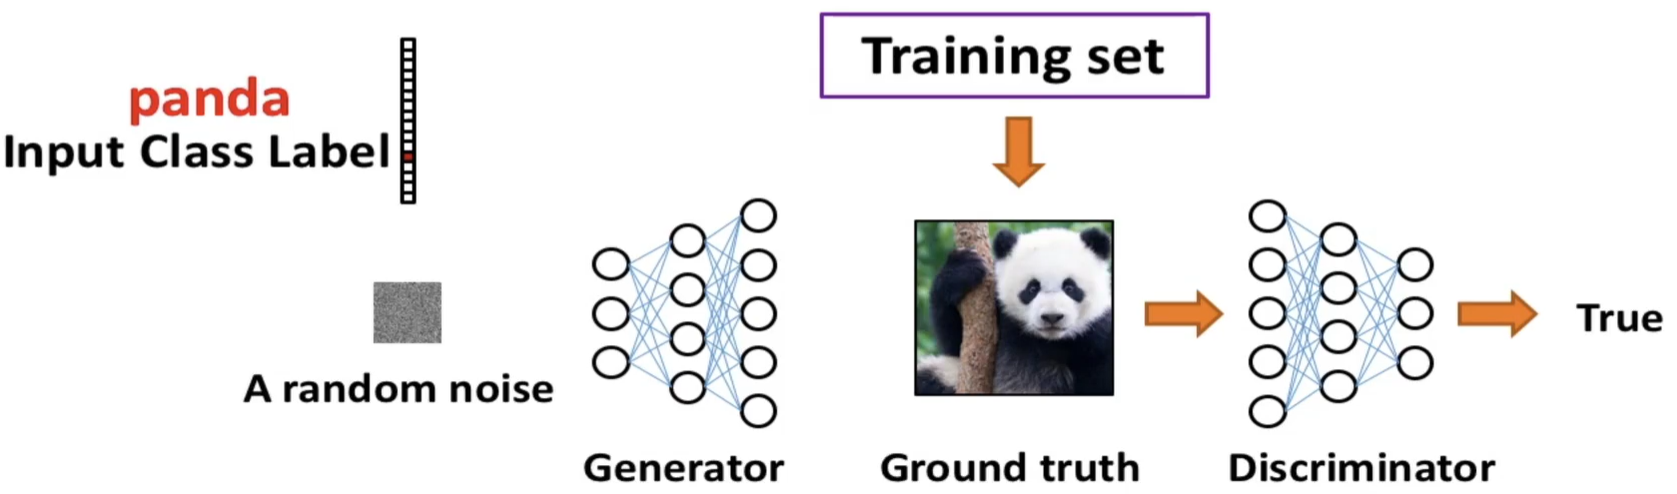 panda
Input Class Label
A random noise
Generator
Training set
Ground truth
Discriminator
True